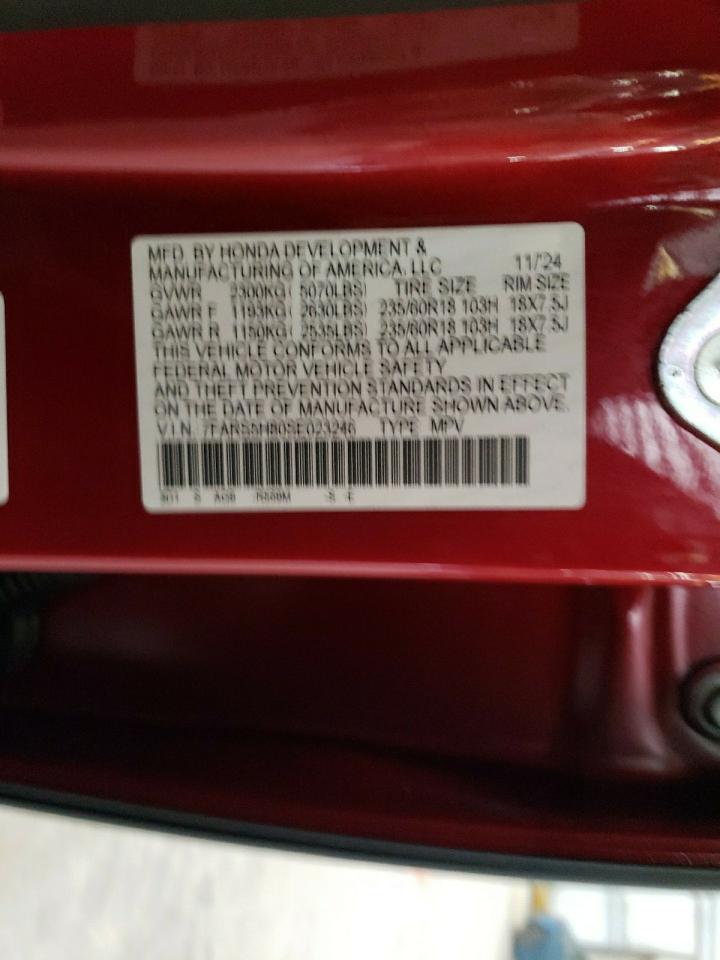 MFD. BY HONDA DEVELOPMENT &
MANUFACTURING OF AMERICA, LLC 11/'24
GVWR 2300KG( 5070LBS) TIRE SIZE RIM SIZE
GAWR F 1193KG( 2630LBS) 235/60R18 103H 18X7.5J
GAWR R 1150KG( 2535LBS) 235/60R18 103H 18X7.5J
THIS VEHICLE CONFORMS TO ALL APPLICABLE
FEDERAL MOTOR VEHICLE SAFETY
AND THEFT PREVENTION STANDARDS IN EFFECT
ON THE DATE OF MANUFACTURE SHOWN ABOVE.
V.I.N. 7FARS5H80SE023246 TYPE MPV